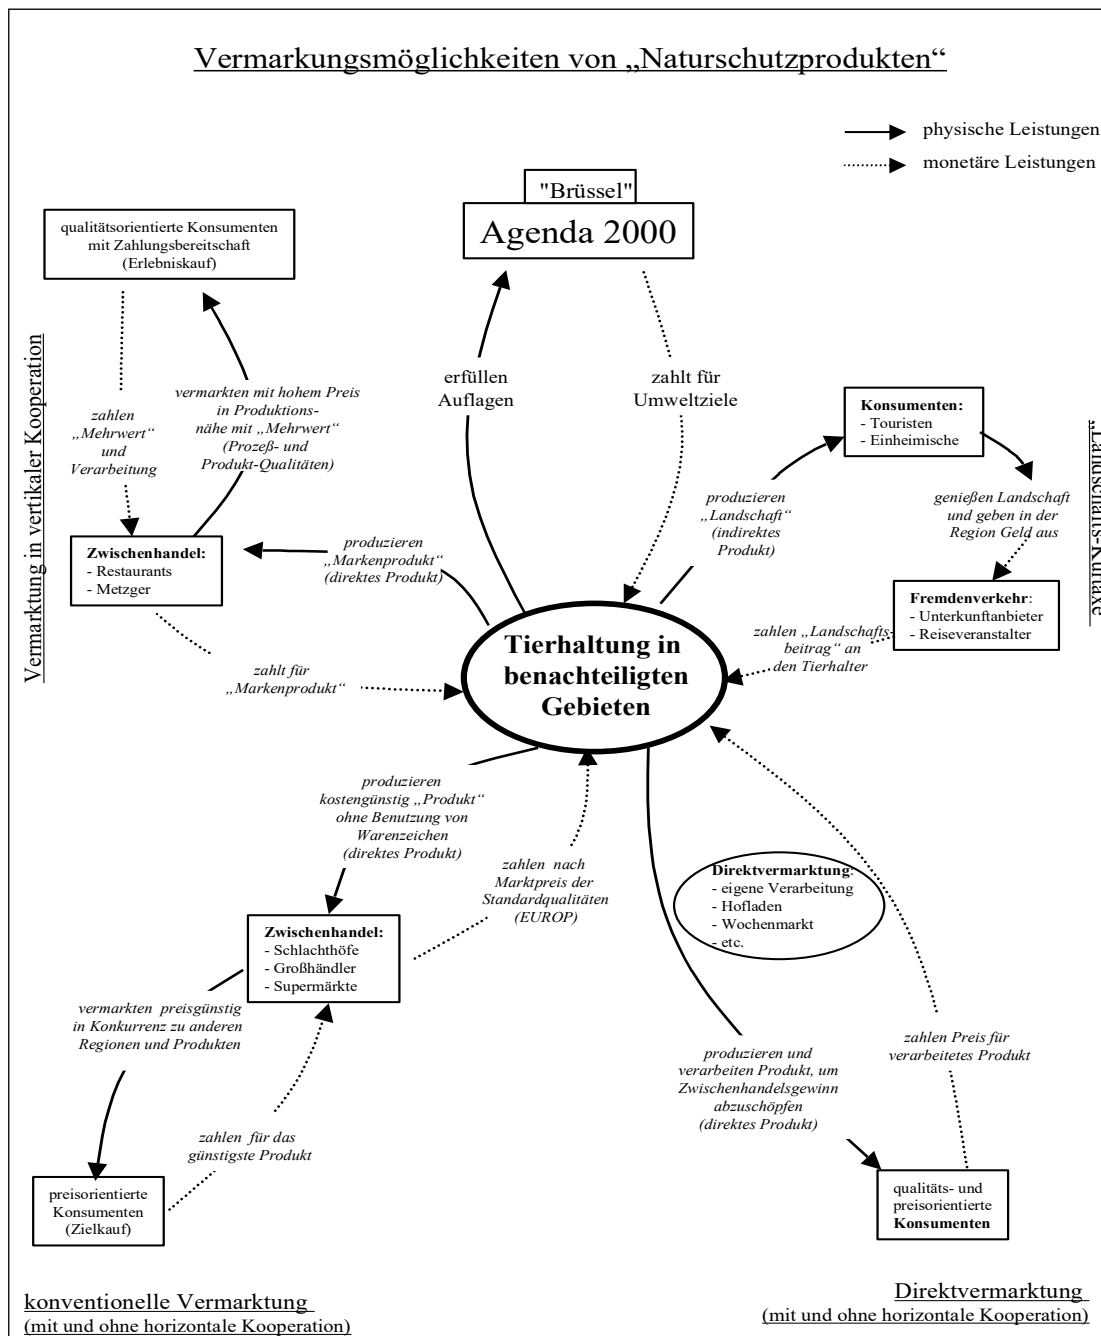 Vermarkungsmöglichkeiten von „Naturschutzprodukten“
physische Leistungen
monetäre Leistungen
"Brüssel"
Agenda 2000
qualitätsorientierte Konsumenten
mit Zahlungsbereitschaft
(Erlebniskauf)
Vermarktung in vertikaler Kooperation
zahlen
„Mehrwert“
und
Verarbeitung
vermarkten mit hohem Preis
in Produktions-
nähe mit „Mehrwert“
(Prozeß- und
Produkt-Qualitäten)
erfüllen
Auflagen
zahlt für
Umweltziele
Konsumenten:
- Touristen
- Einheimische
„Landschafts-Kurtaxe
produzieren
„Landschaft“
(indirektes
Produkt)
genießen Landschaft
und geben in der
Region Geld aus
Zwischenhandel:
- Restaurants
- Metzger
produzieren
„Markenprodukt“
(direktes Produkt)
Fremdenverkehr:
- Unterkunftanbieter
- Reiseveranstalter
zahlen „Landschafts-
beitrag“ an
den Tierhalter
zahlt für
„Markenprodukt“
Tierhaltung in
benachteiligten
Gebieten
produzieren
kostengünstig „Produkt“
ohne Benutzung von
Warenzeichen
(direktes Produkt)
zahlen nach
Marktpreis der
Standardqualitäten
(EUROP)
Direktvermarktung:
- eigene Verarbeitung
- Hofladen
- Wochenmarkt
- etc.
Zwischenhandel:
- Schlachthöfe
- Großhändler
- Supermärkte
vermarkten preisgünstig
in Konkurrenz zu anderen
Regionen und Produkten
produzieren und
verarbeiten Produkt, um
Zwischenhandelsgewinn
abzuschöpfen
(direktes Produkt)
zahlen Preis für
verarbeitetes Produkt
zahlen für das
günstigste Produkt
preisorientierte
Konsumenten
(Zielkauf)
qualitäts- und
preisorientierte
Konsumenten
konventionelle Vermarktung
(mit und ohne horizontale Kooperation)
Direktvermarktung
(mit und ohne horizontale Kooperation)